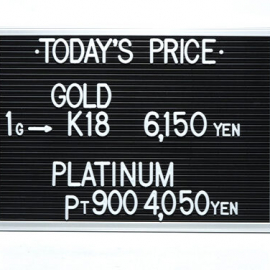 ·TODAY'S PRICE·
GOLD
1G→ K18 6,150 YEN
PLATINUM
PT900 4,050YEN